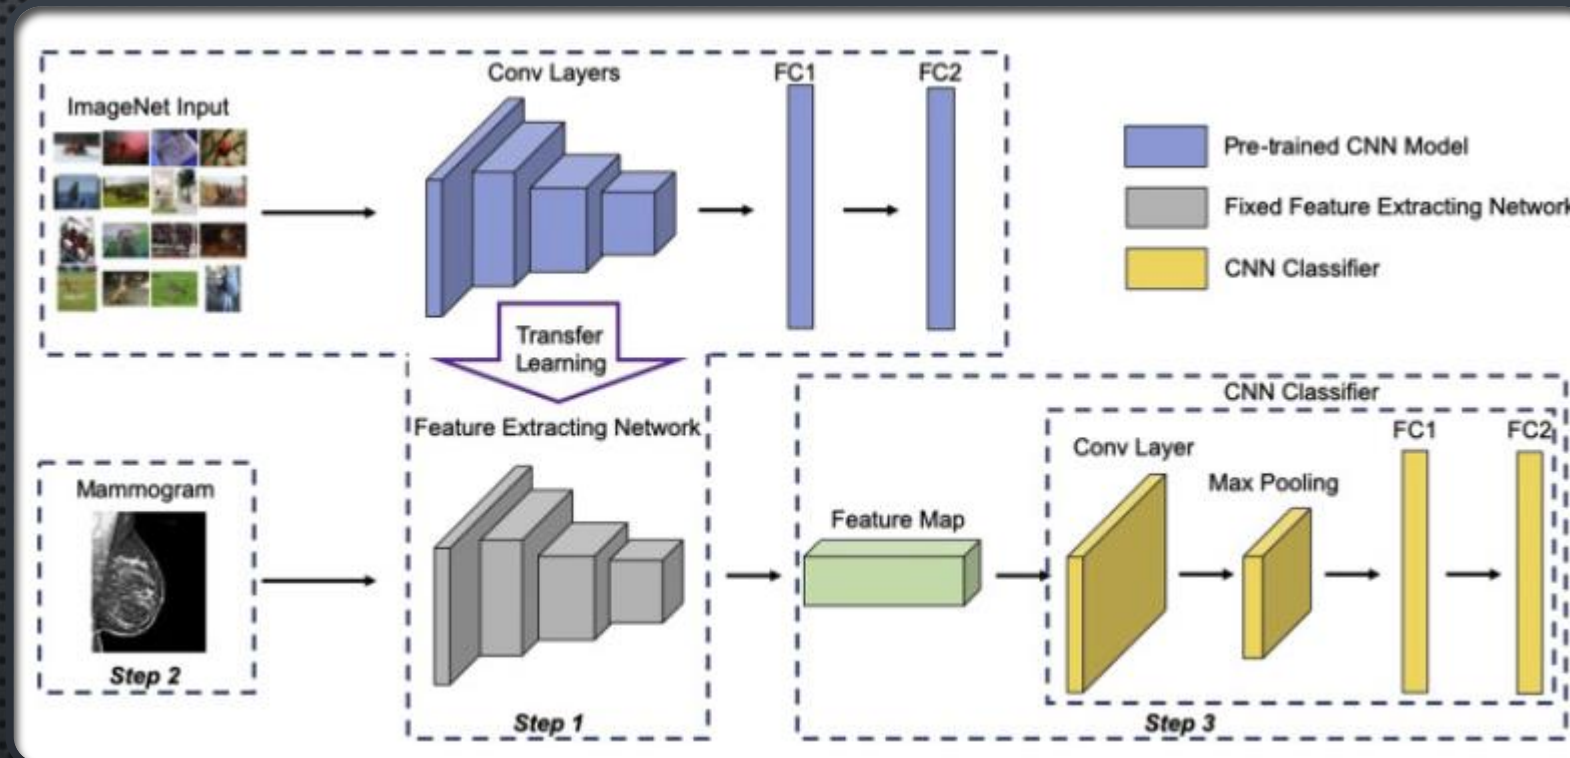 ImageNet Input
Conv Layers
FC1
FC2
Pre-trained CNN Model
Fixed Feature Extracting Network
CNN Classifier
Transfer
Learning
Feature Extracting Network
Mammogram
Step 2
Step 1
Feature Map
CNN Classifier
Conv Layer
Max Pooling
FC1
FC2
Step 3